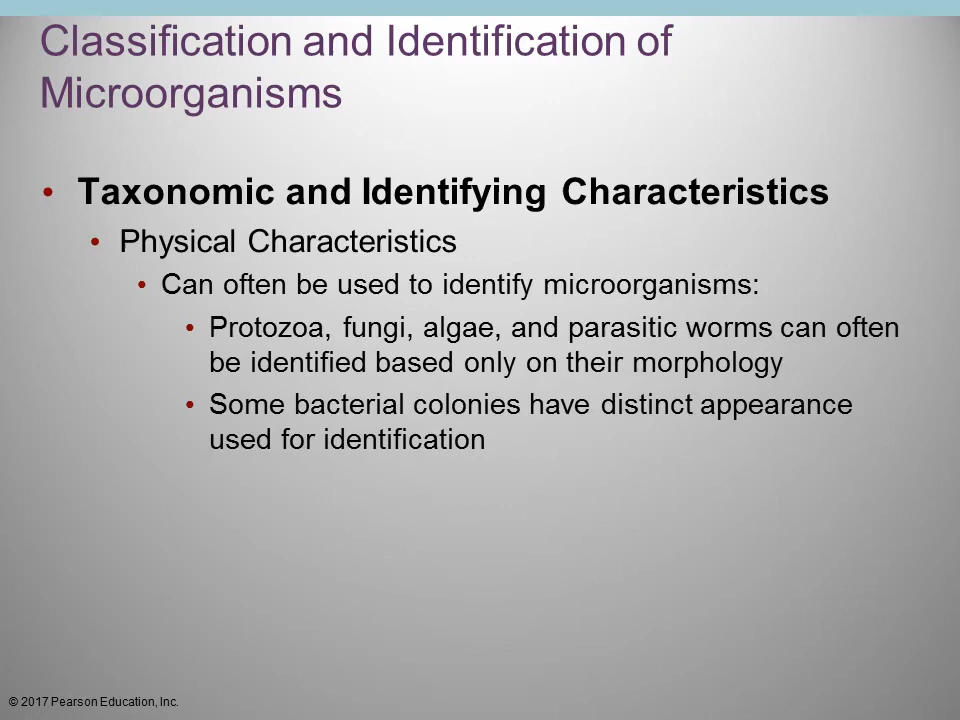 Classification and Identification of
Microorganisms
• Taxonomic and Identifying Characteristics
• Physical Characteristics
• Can often be used to identify microorganisms:
• Protozoa, fungi, algae, and parasitic worms can often
be identified based only on their morphology
• Some bacterial colonies have distinct appearance
used for identification
© 2017 Pearson Education, Inc.